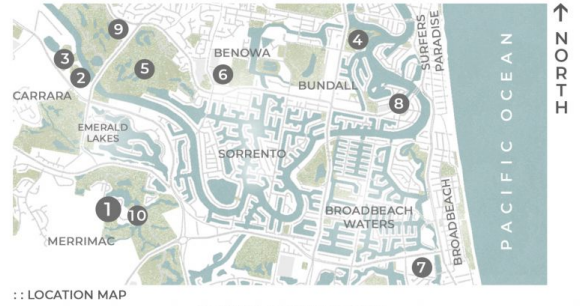 9
4
SURFERS
PARADISE
NORTH
3
BENOWA
5
2
6
BUNDALL
CARRARA
8
PACIFIC OCEAN
EMERALD
LAKES
SORRENTO
1
10
BROADBEACH
WATERS
BROADBEACH
MERRIMAC
7
:: LOCATION MAP